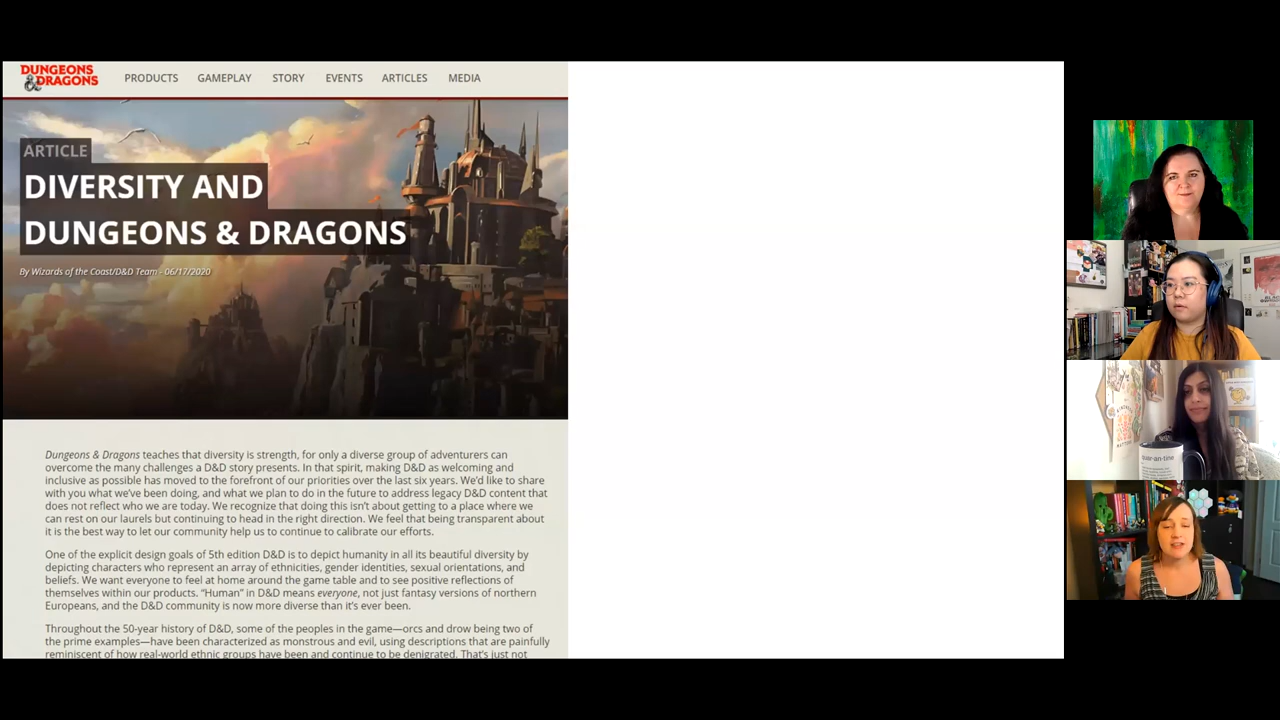 DUNGEONS
& DRAGONS
PRODUCTS GAMEPLAY STORY EVENTS ARTICLES MEDIA
ARTICLE
DIVERSITY AND
DUNGEONS & DRAGONS
By Wizards of the Coast/D&D Team - 06/17/2020
Dungeons & Dragons teaches that diversity is strength, for only a diverse group of adventurers can
overcome the many challenges a D&D story presents. In that spirit, making D&D as welcoming and
inclusive as possible has moved to the forefront of our priorities over the last six years. We'd like to share
with you what we've been doing, and what we plan to do in the future to address legacy D&D content that
does not reflect who we are today. We recognize that doing this isn't about getting to a place where we
can rest on our laurels but continuing to head in the right direction. We feel that being transparent about
it is the best way to let our community help us to continue to calibrate our efforts.
One of the explicit design goals of 5th edition D&D is to depict humanity in all its beautiful diversity by
depicting characters who represent an array of ethnicities, gender identities, sexual orientations, and
beliefs. We want everyone to feel at home around the game table and to see positive reflections of
themselves within our products. “Human” in D&D means everyone, not just fantasy versions of northern
Europeans, and the D&D community is now more diverse than it's ever been.
Throughout the 50-year history of D&D, some of the peoples in the game—orcs and drow being two of
the prime examples—have been characterized as monstrous and evil, using descriptions that are painfully
reminiscent of how real-world ethnic groups have been and continue to be denigrated. That's just not
quar·an·tine